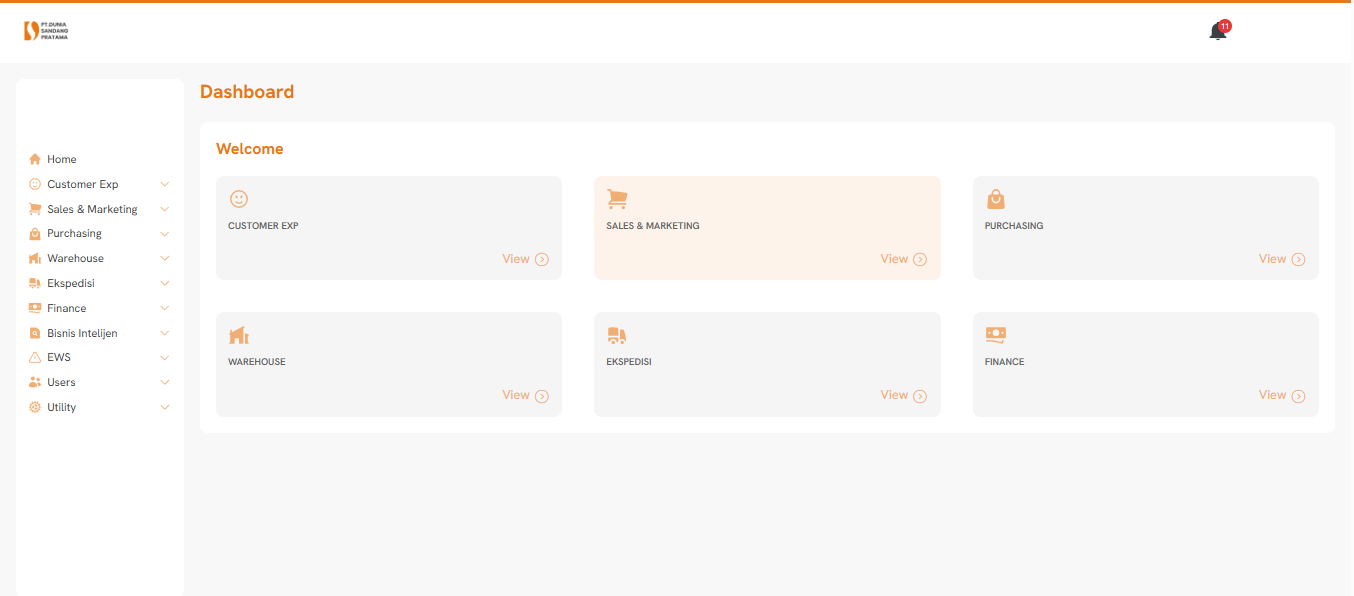 PT.DUNIA
SANDANG
PRATAMA
11
Dashboard
Welcome
Home
Customer Exp
Sales & Marketing
Purchasing
Warehouse
Ekspedisi
Finance
Bisnis Intelijen
EWS
Users
Utility
CUSTOMER EXP
View
SALES & MARKETING
View
PURCHASING
View
WAREHOUSE
View
EKSPEDISI
View
FINANCE
View